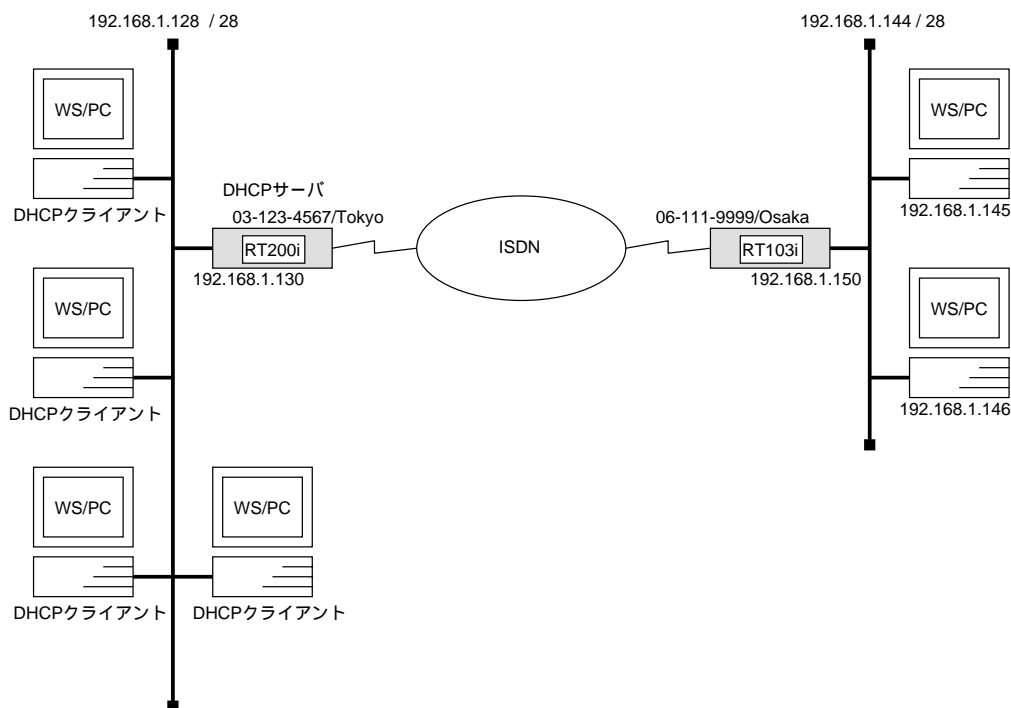 192.168.1.128 / 28
192.168.1.144 / 28
WS/PC
DHCPクライアント
WS/PC
192.168.1.145
DHCPサーバ
03-123-4567/Tokyo
RT200i
192.168.1.130
ISDN
06-111-9999/Osaka
RT103i
192.168.1.150
WS/PC
DHCPクライアント
WS/PC
192.168.1.146
WS/PC
DHCPクライアント
WS/PC
DHCPクライアント